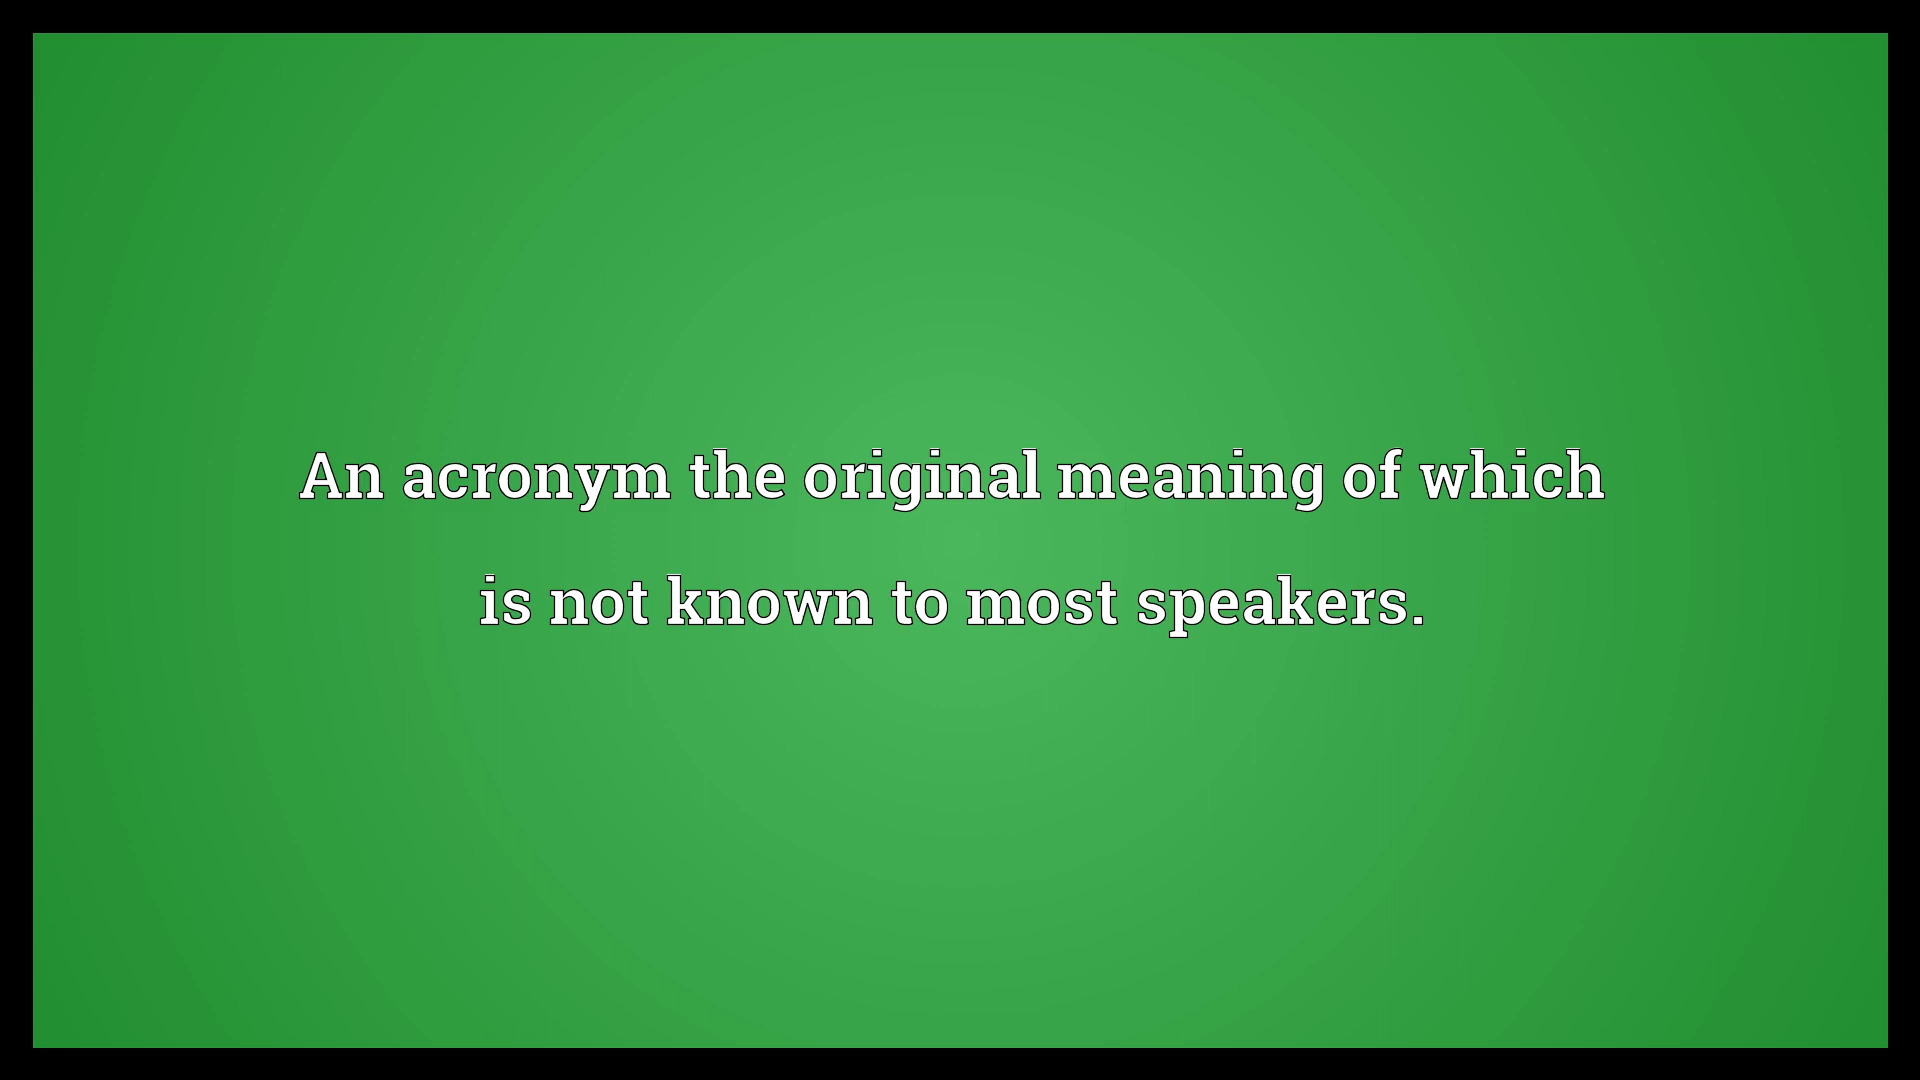 An acronym the original meaning of which
is not known to most speakers.